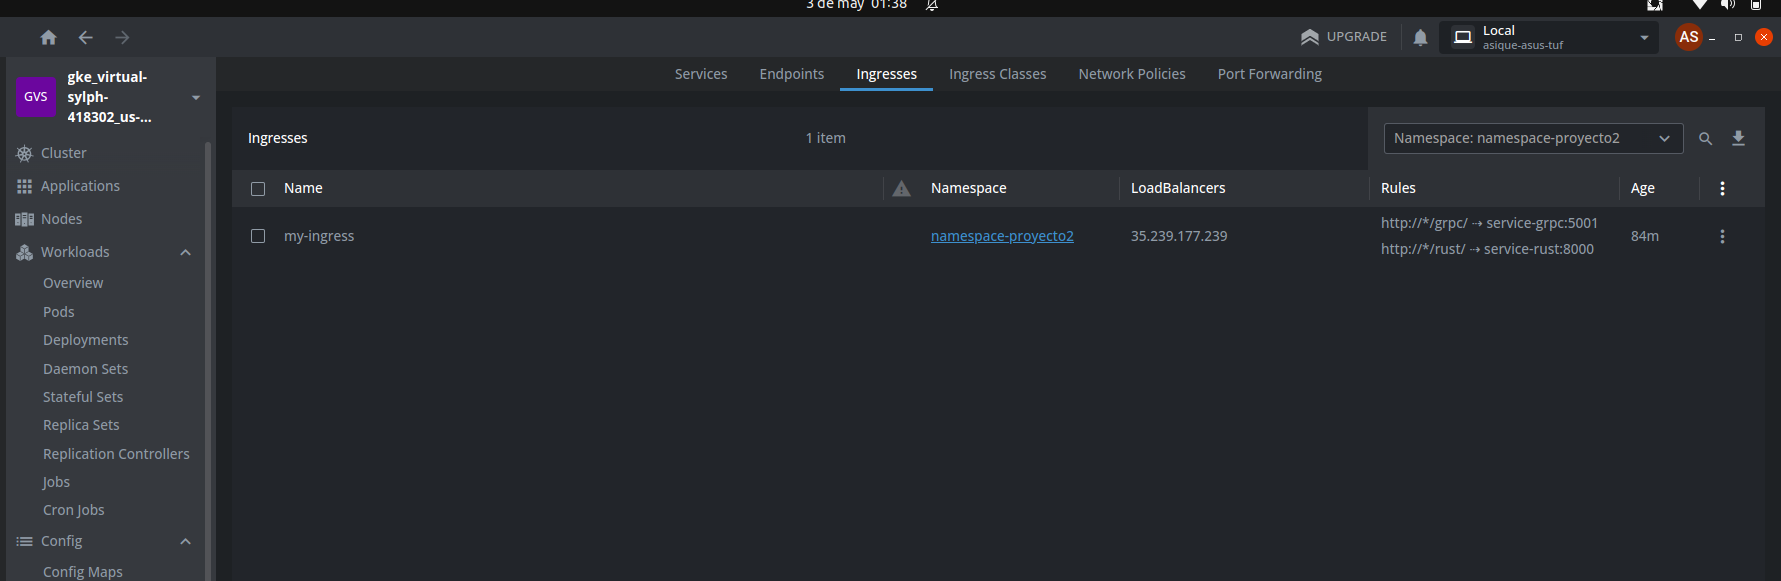 3 de may 01:38
UPGRADE
Local
asique-asus-tuf
AS
GVS
gke_virtual-
sylph-
418302_us-...
Services
Endpoints
Ingresses
Ingress Classes
Network Policies
Port Forwarding
Cluster
Applications
Nodes
Workloads
Overview
Pods
Deployments
Daemon Sets
Stateful Sets
Replica Sets
Replication Controllers
Jobs
Cron Jobs
Config
Config Maps
Ingresses
1 item
Namespace: namespace-proyecto2
Name
Namespace
LoadBalancers
Rules
Age
my-ingress
namespace-proyecto2
35.239.177.239
http://*/grpc/ ⇢ service-grpc:5001
http://*/rust/ ⇢ service-rust:8000
84m